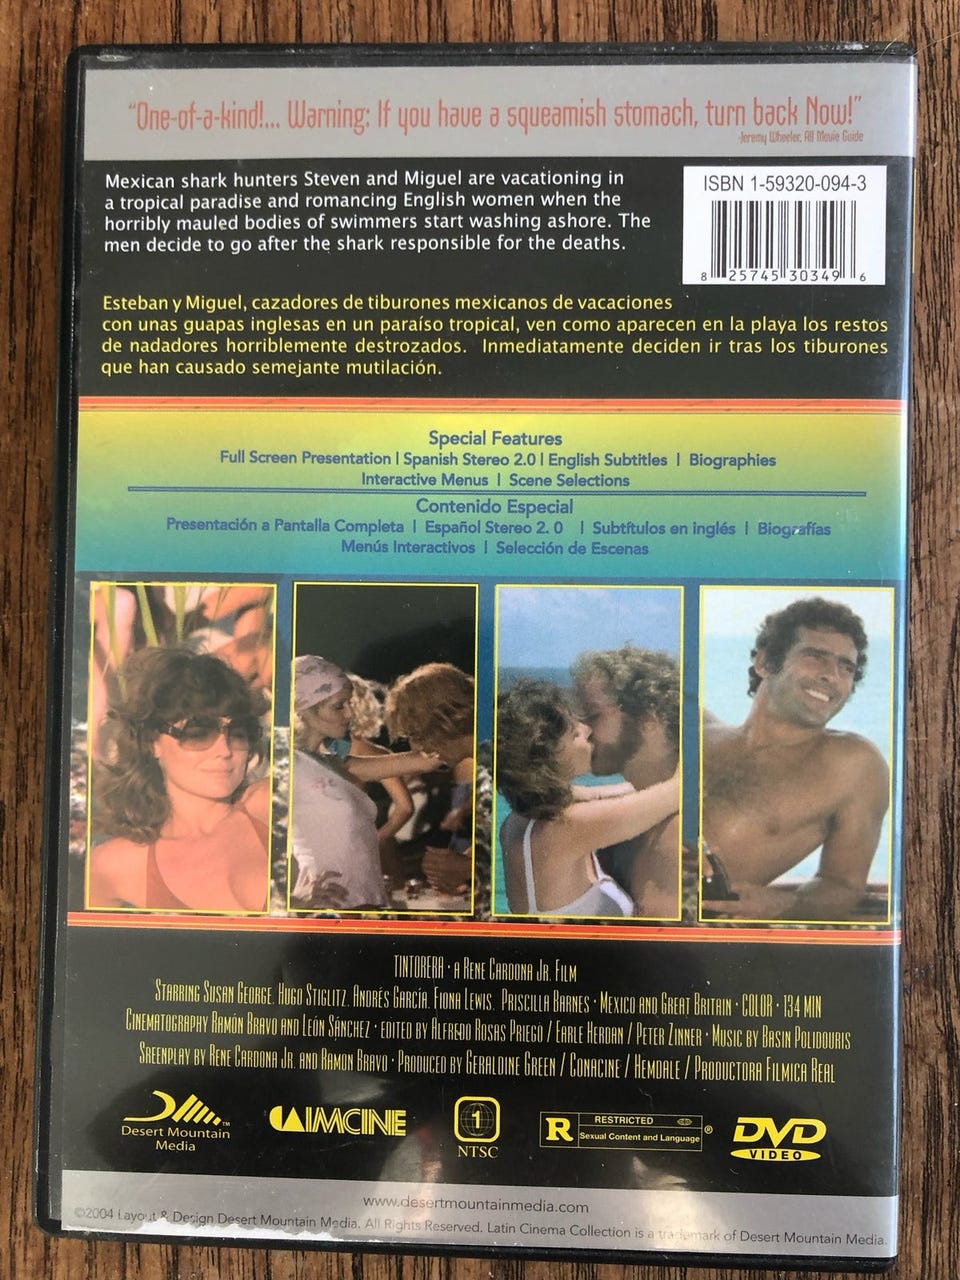 “One-of-a-kind!... Warning: If you have a squeamish stomach, turn back Now!”
-Jeremy Wheeler, All Movie Guide
Mexican shark hunters Steven and Miguel are vacationing in
a tropical paradise and romancing English women when the
horribly mauled bodies of swimmers start washing ashore. The
men decide to go after the shark responsible for the deaths.
ISBN 1-59320-094-3
8 25745 30349 6
Esteban y Miguel, cazadores de tiburones mexicanos de vacaciones
con unas guapas inglesas en un paraíso tropical, ven como aparecen en la playa los restos
de nadadores horriblemente destrozados. Inmediatamente deciden ir tras los tiburones
que han causado semejante mutilación.
Special Features
Full Screen Presentation | Spanish Stereo 2.0 | English Subtitles | Biographies
Interactive Menus | Scene Selections
Contenido Especial
Presentación a Pantalla Completa | Español Stereo 2. 0 | Subtítulos en inglés | Biografías
Menús Interactivos | Selección de Escenas
TINTORERA · A RENE CARDONA JR. FILM
STARRING SUSAN GEORGE, HUGO STIGLITZ, ANDRÉS GARCÍA, FIONA LEWIS, PRISCILLA BARNES · MEXICO AND GREAT BRITAIN · COLOR · 134 MIN
CINEMATOGRAPHY RAMÓN BRAVO AND LEÓN SÁNCHEZ · EDITED BY ALFREDO ROSAS PRIEGO / EARLE HERDAN / PETER ZINNER · MUSIC BY BASIN POLIDOURIS
SREENPLAY BY RENE CARDONA JR. AND RAMON BRAVO · PRODUCED BY GERALDINE GREEN / CONACINE / HEMDALE / PRODUCTORA FILMICA REAL
Desert Mountain
Media
™
AIMCINE
1
NTSC
R
RESTRICTED
Sexual Content and Language
®
DVD
VIDEO
www.desertmountainmedia.com
©2004 Layout & Design Desert Mountain Media. All Rights Reserved. Latin Cinema Collection is a trademark of Desert Mountain Media.